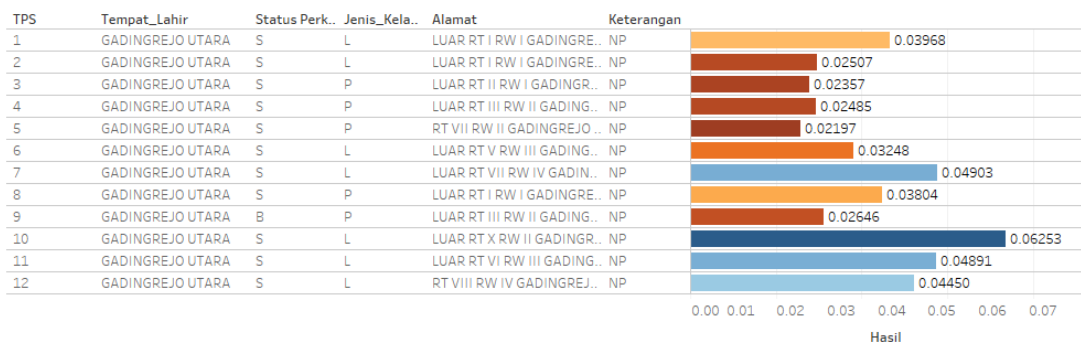 TPS Tempat_Lahir Status Perk.. Jenis_Kela.. Alamat Keterangan
1 GADINGREJO UTARA S L LUAR RT I RW I GADINGRE.. NP 0.03968
2 GADINGREJO UTARA S L LUAR RT I RW I GADINGRE.. NP 0.02507
3 GADINGREJO UTARA S P LUAR RT II RW I GADINGR.. NP 0.02357
4 GADINGREJO UTARA S P LUAR RT III RW II GADING.. NP 0.02485
5 GADINGREJO UTARA S P RT VII RW II GADINGREJO .. NP 0.02197
6 GADINGREJO UTARA S L LUAR RT V RW III GADING.. NP 0.03248
7 GADINGREJO UTARA S L LUAR RT VII RW IV GADIN.. NP 0.04903
8 GADINGREJO UTARA S P LUAR RT I RW I GADINGRE.. NP 0.03804
9 GADINGREJO UTARA B P LUAR RT III RW II GADING.. NP 0.02646
10 GADINGREJO UTARA S L LUAR RT X RW II GADINGR.. NP 0.06253
11 GADINGREJO UTARA S L LUAR RT VI RW III GADING.. NP 0.04891
12 GADINGREJO UTARA S L RT VIII RW IV GADINGREJ.. NP 0.04450
0.00 0.01 0.02 0.03 0.04 0.05 0.06 0.07
Hasil